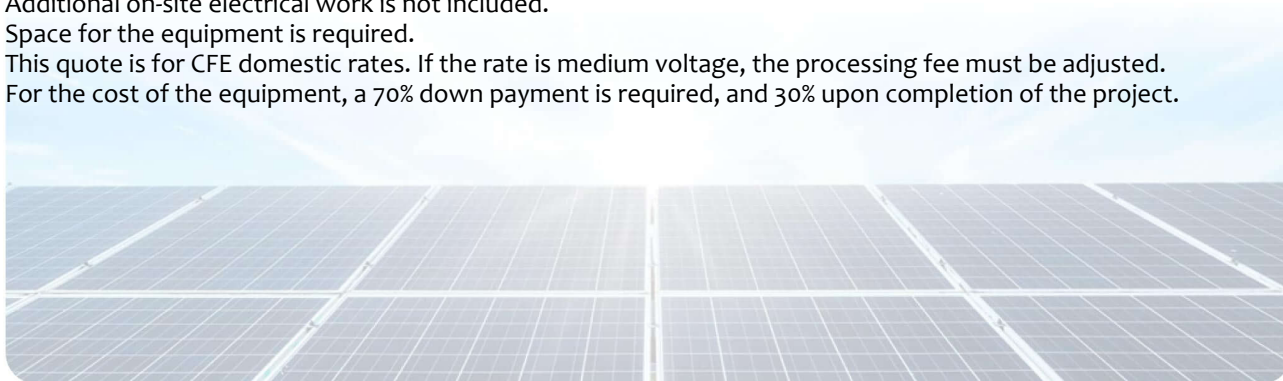 Additional on-site electrical work is not included.
Space for the equipment is required.
This quote is for CFE domestic rates. If the rate is medium voltage, the processing fee must be adjusted.
For the cost of the equipment, a 70% down payment is required, and 30% upon completion of the project.